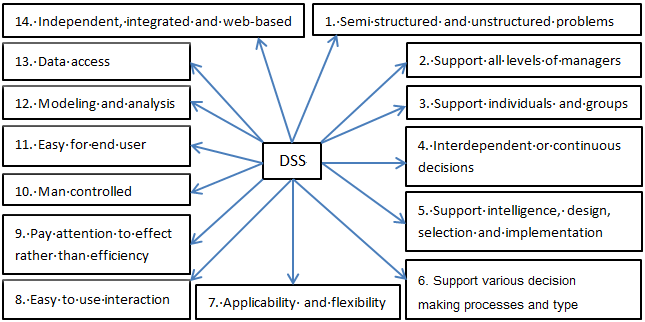 14. Independent, integrated and web-based
1. Semi structured and unstructured problems
13. Data access
2. Support all levels of managers
12. Modeling and analysis
3. Support individuals and groups
11. Easy for end user
DSS
4. Interdependent or continuous
decisions
10. Man controlled
5. Support intelligence, design,
selection and implementation
9. Pay attention to effect
rather than efficiency
6. Support various decision
making processes and type
8. Easy to use interaction
7. Applicability and flexibility